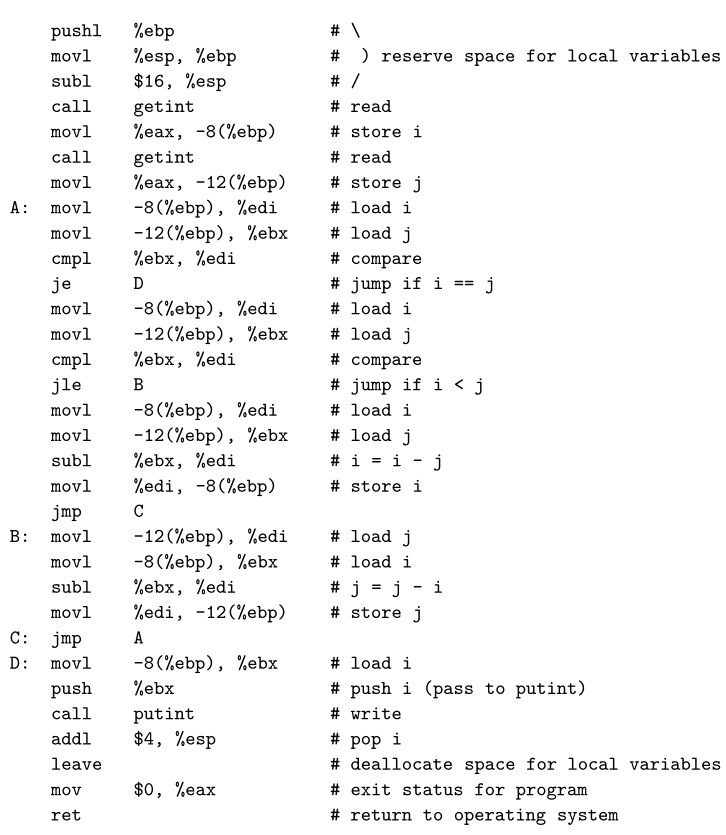 pushl %ebp # \
movl %esp, %ebp # ) reserve space for local variables
subl $16, %esp # /
call getint # read
movl %eax, -8(%ebp) # store i
call getint # read
movl %eax, -12(%ebp) # store j
A: movl -8(%ebp), %edi # load i
movl -12(%ebp), %ebx # load j
cmpl %ebx, %edi # compare
je D # jump if i == j
movl -8(%ebp), %edi # load i
movl -12(%ebp), %ebx # load j
cmpl %ebx, %edi # compare
jle B # jump if i < j
movl -8(%ebp), %edi # load i
movl -12(%ebp), %ebx # load j
subl %ebx, %edi # i = i - j
movl %edi, -8(%ebp) # store i
jmp C
B: movl -12(%ebp), %edi # load j
movl -8(%ebp), %ebx # load i
subl %ebx, %edi # j = j - i
movl %edi, -12(%ebp) # store j
C: jmp A
D: movl -8(%ebp), %ebx # load i
push %ebx # push i (pass to putint)
call putint # write
addl $4, %esp # pop i
leave # deallocate space for local variables
mov $0, %eax # exit status for program
ret # return to operating system